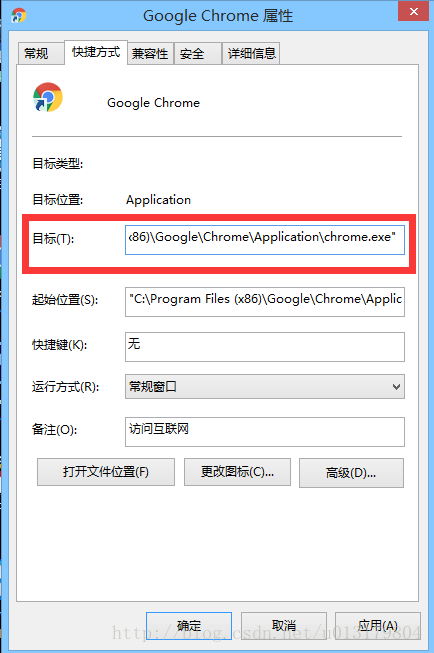 Google Chrome 属性
常规 快捷方式 兼容性 安全 详细信息
Google Chrome
目标类型:
目标位置: Application
目标(T): x86)\Google\Chrome\Application\chrome.exe"
起始位置(S): "C:\Program Files (x86)\Google\Chrome\Applic
快捷键(K): 无
运行方式(R): 常规窗口
备注(O): 访问互联网
打开文件位置(F) 更改图标(C)... 高级(D)...
确定 取消 应用(A)
http://blog.csdn.net/u013179804